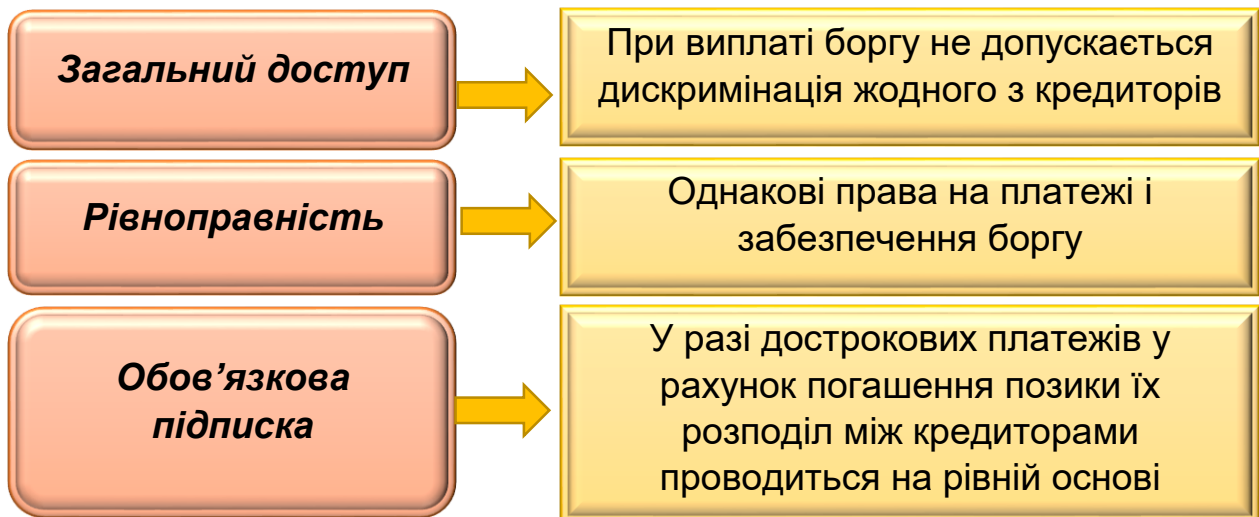 Загальний доступ
При виплаті боргу не допускається
дискримінація жодного з кредиторів
Рівноправність
Однакові права на платежі і
забезпечення боргу
Обов’язкова
підписка
У разі дострокових платежів у
рахунок погашення позики їх
розподіл між кредиторами
проводиться на рівній основі